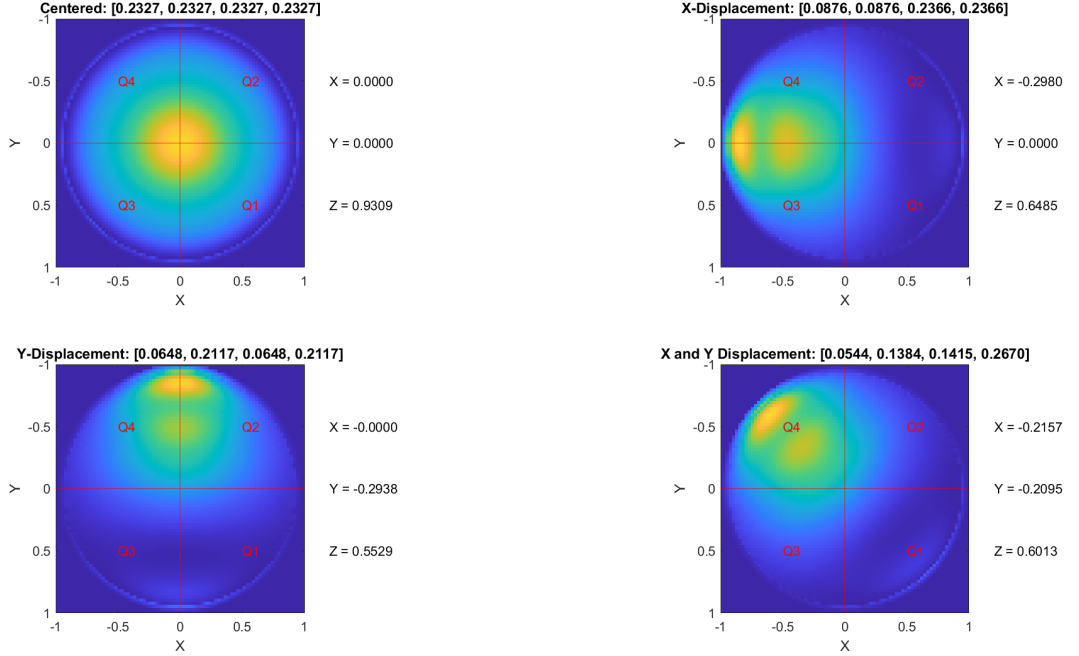 Centered: [0.2327, 0.2327, 0.2327, 0.2327]
-1
-0.5
0
0.5
1
Y
Q4
Q2
Q3
Q1
-1
-0.5
0
0.5
1
X
X = 0.0000
Y = 0.0000
Z = 0.9309
X-Displacement: [0.0876, 0.0876, 0.2366, 0.2366]
-1
-0.5
0
0.5
1
Y
Q4
Q2
Q3
Q1
-1
-0.5
0
0.5
1
X
X = -0.2980
Y = 0.0000
Z = 0.6485
Y-Displacement: [0.0648, 0.2117, 0.0648, 0.2117]
-1
-0.5
0
0.5
1
Y
Q4
Q2
Q3
Q1
-1
-0.5
0
0.5
1
X
X = -0.0000
Y = -0.2938
Z = 0.5529
X and Y Displacement: [0.0544, 0.1384, 0.1415, 0.2670]
-1
-0.5
0
0.5
1
Y
Q4
Q2
Q3
Q1
-1
-0.5
0
0.5
1
X
X = -0.2157
Y = -0.2095
Z = 0.6013